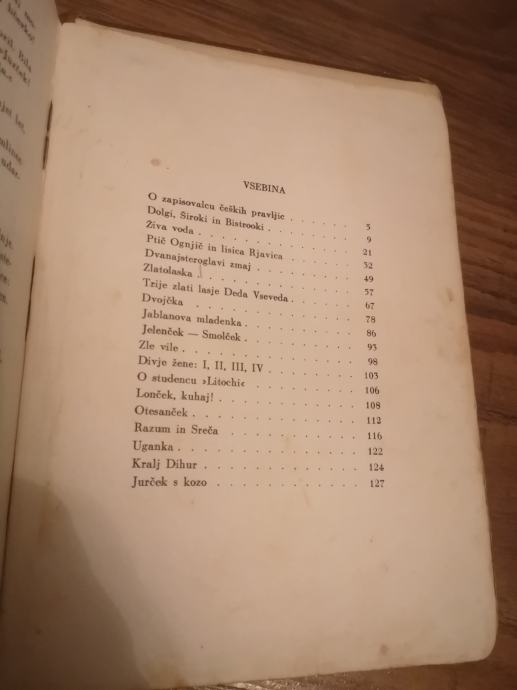 VSEBINA
O zapisovalcu čeških pravljic . . . . . . 3
Dolgi, Široki in Bistrooki . . . . . . . 9
Živa voda . . . . . . . . . . . 21
Ptič Ognjič in lisica Rjavica . . . . . . 32
Dvanajsteroglavi zmaj . . . . . . . . 49
Zlatolaska . . . . . . . . . . . 57
Trije zlati lasje Deda Vseveda . . . . . 67
Dvojčka . . . . . . . . . . . 78
Jablanova mladenka . . . . . . . . 86
Jelenček — Smolček . . . . . . . . 93
Zle vile . . . . . . . . . . . . 98
Divje žene: I, II, III, IV . . . . . . . 103
O studencu »Litochi« . . . . . . . . 106
Lonček, kuhaj! . . . . . . . . . . 108
Otesanček . . . . . . . . . . . 112
Razum in Sreča . . . . . . . . . 116
Uganka . . . . . . . . . . . . 122
Kralj Dihur . . . . . . . . . . . 124
Jurček s kozo . . . . . . . . . . 127